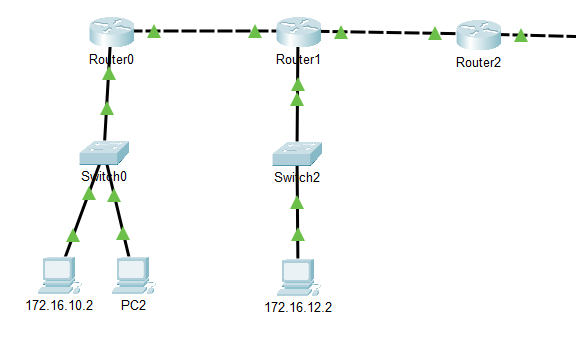 Router0
Router1
Router2
Switch0
Switch2
172.16.10.2
PC2
172.16.12.2